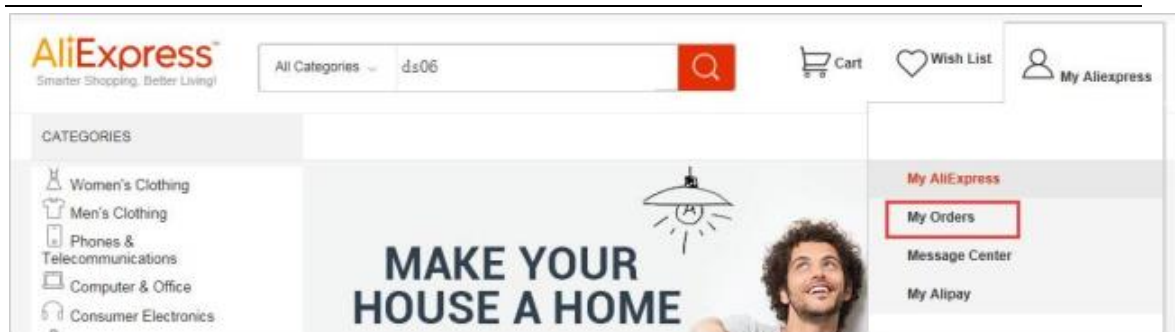 AliExpress™
Smarter Shopping, Better Living!
All Categories
ds06
Cart
Wish List
My Aliexpress
CATEGORIES
Women's Clothing
Men's Clothing
Phones &
Telecommunications
Computer & Office
Consumer Electronics
MAKE YOUR
HOUSE A HOME
My AliExpress
My Orders
Message Center
My Alipay